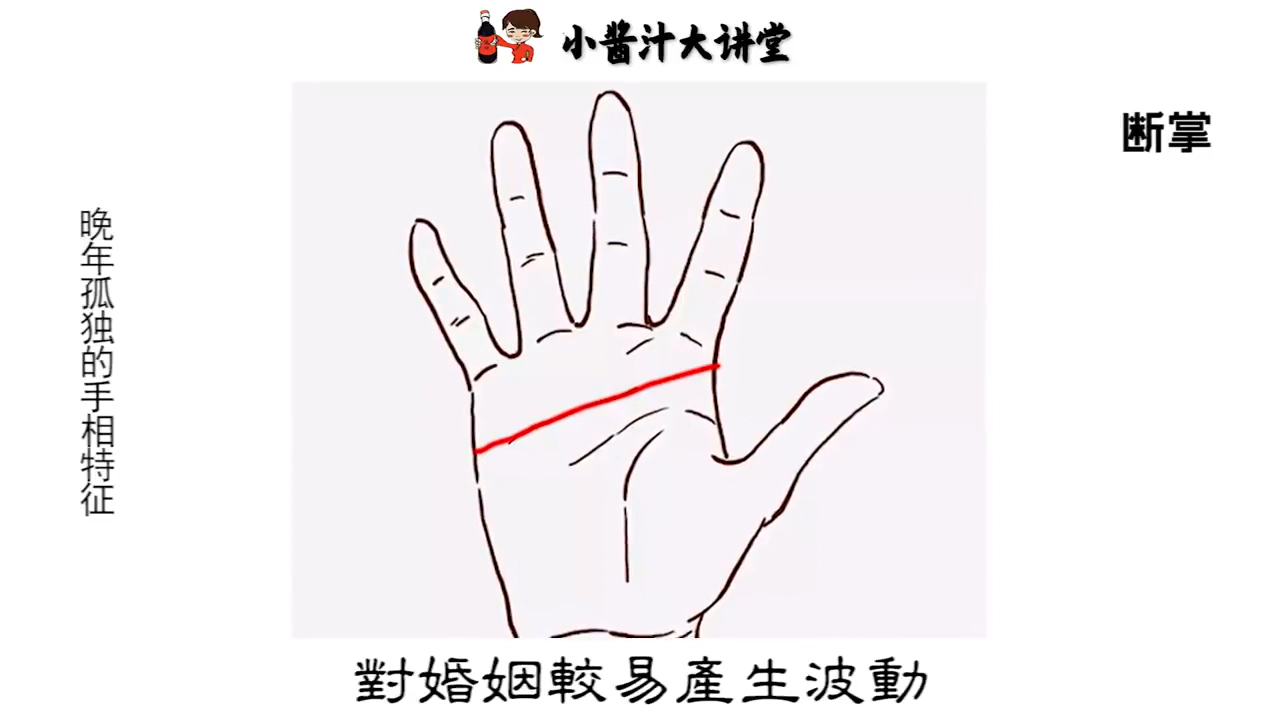 小酱汁大讲堂
断掌
晚年孤独的手相特征
對婚姻較易產生波動